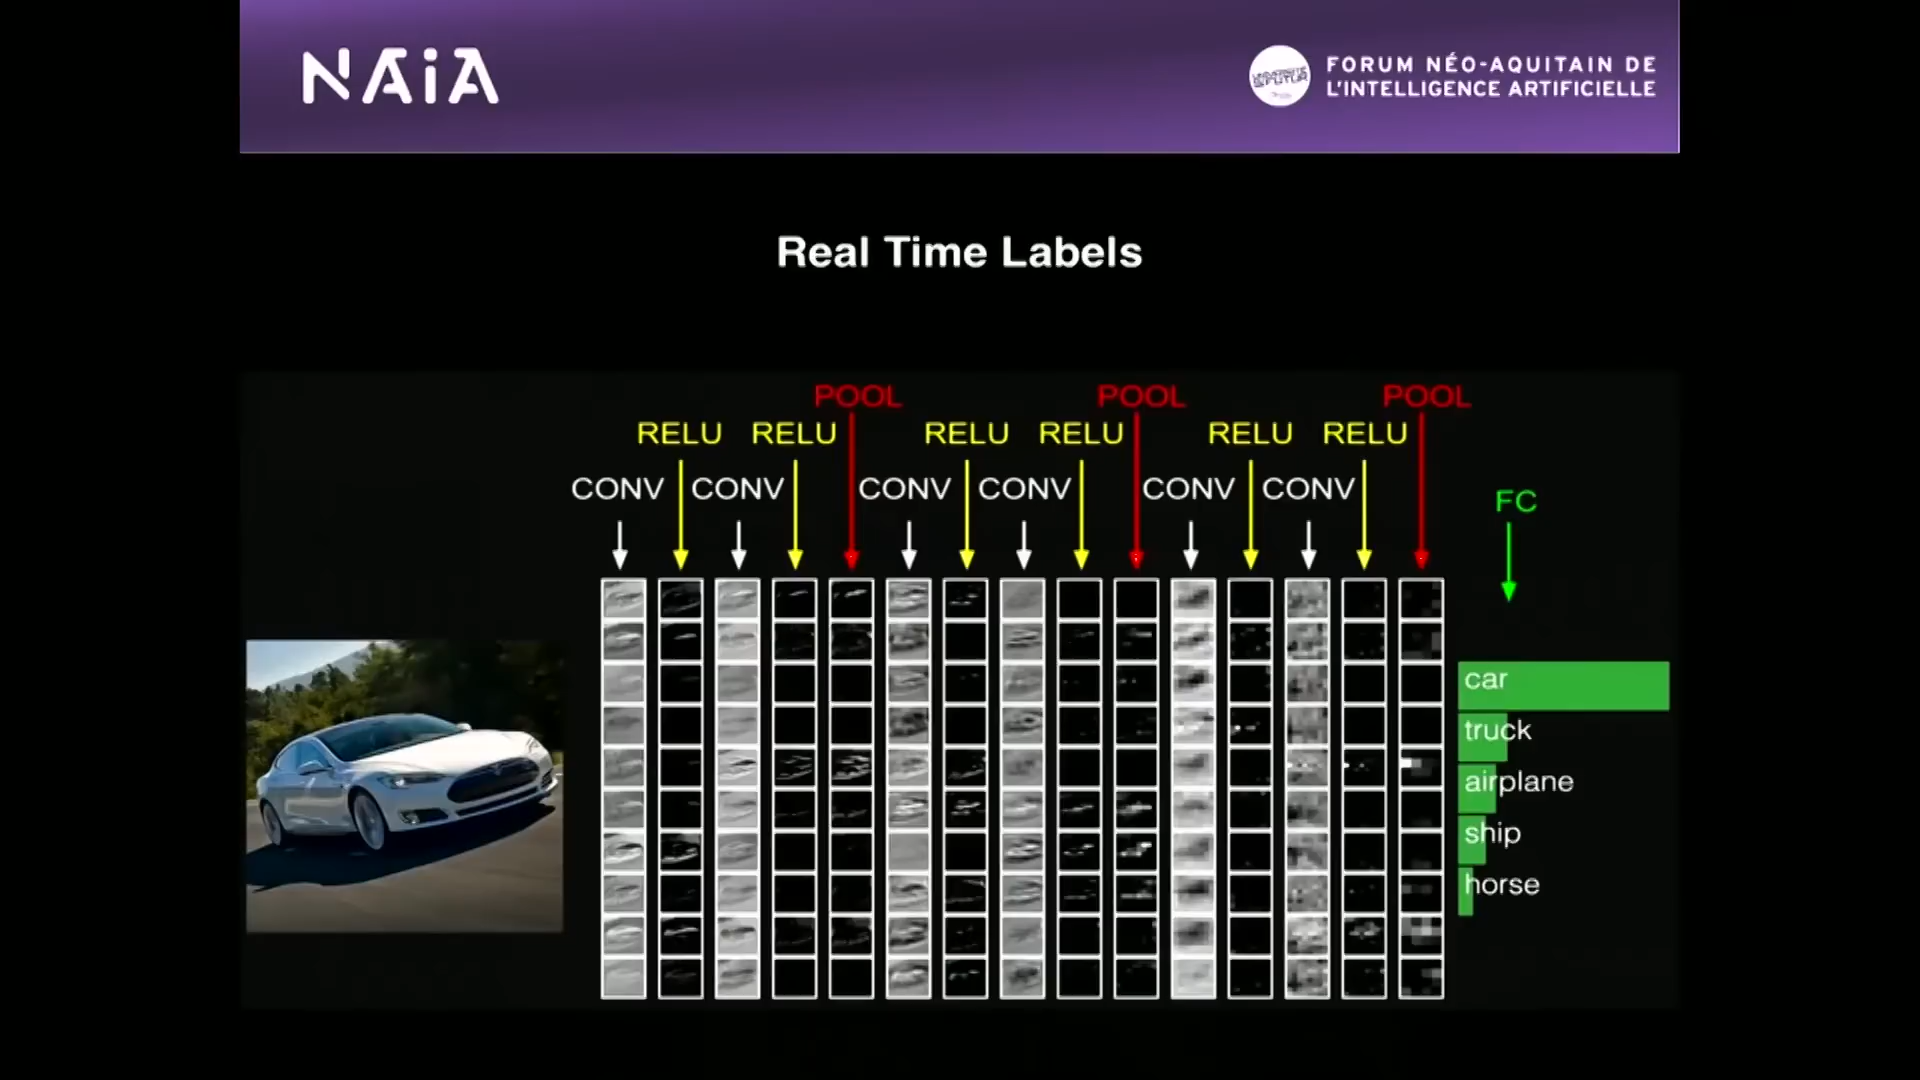 NAiA
FORUM NÉO-AQUITAIN DE
L'INTELLIGENCE ARTIFICIELLE
Real Time Labels
POOL POOL POOL
RELU RELU RELU RELU RELU RELU
CONV CONV CONV CONV CONV CONV
FC
car
truck
airplane
ship
horse